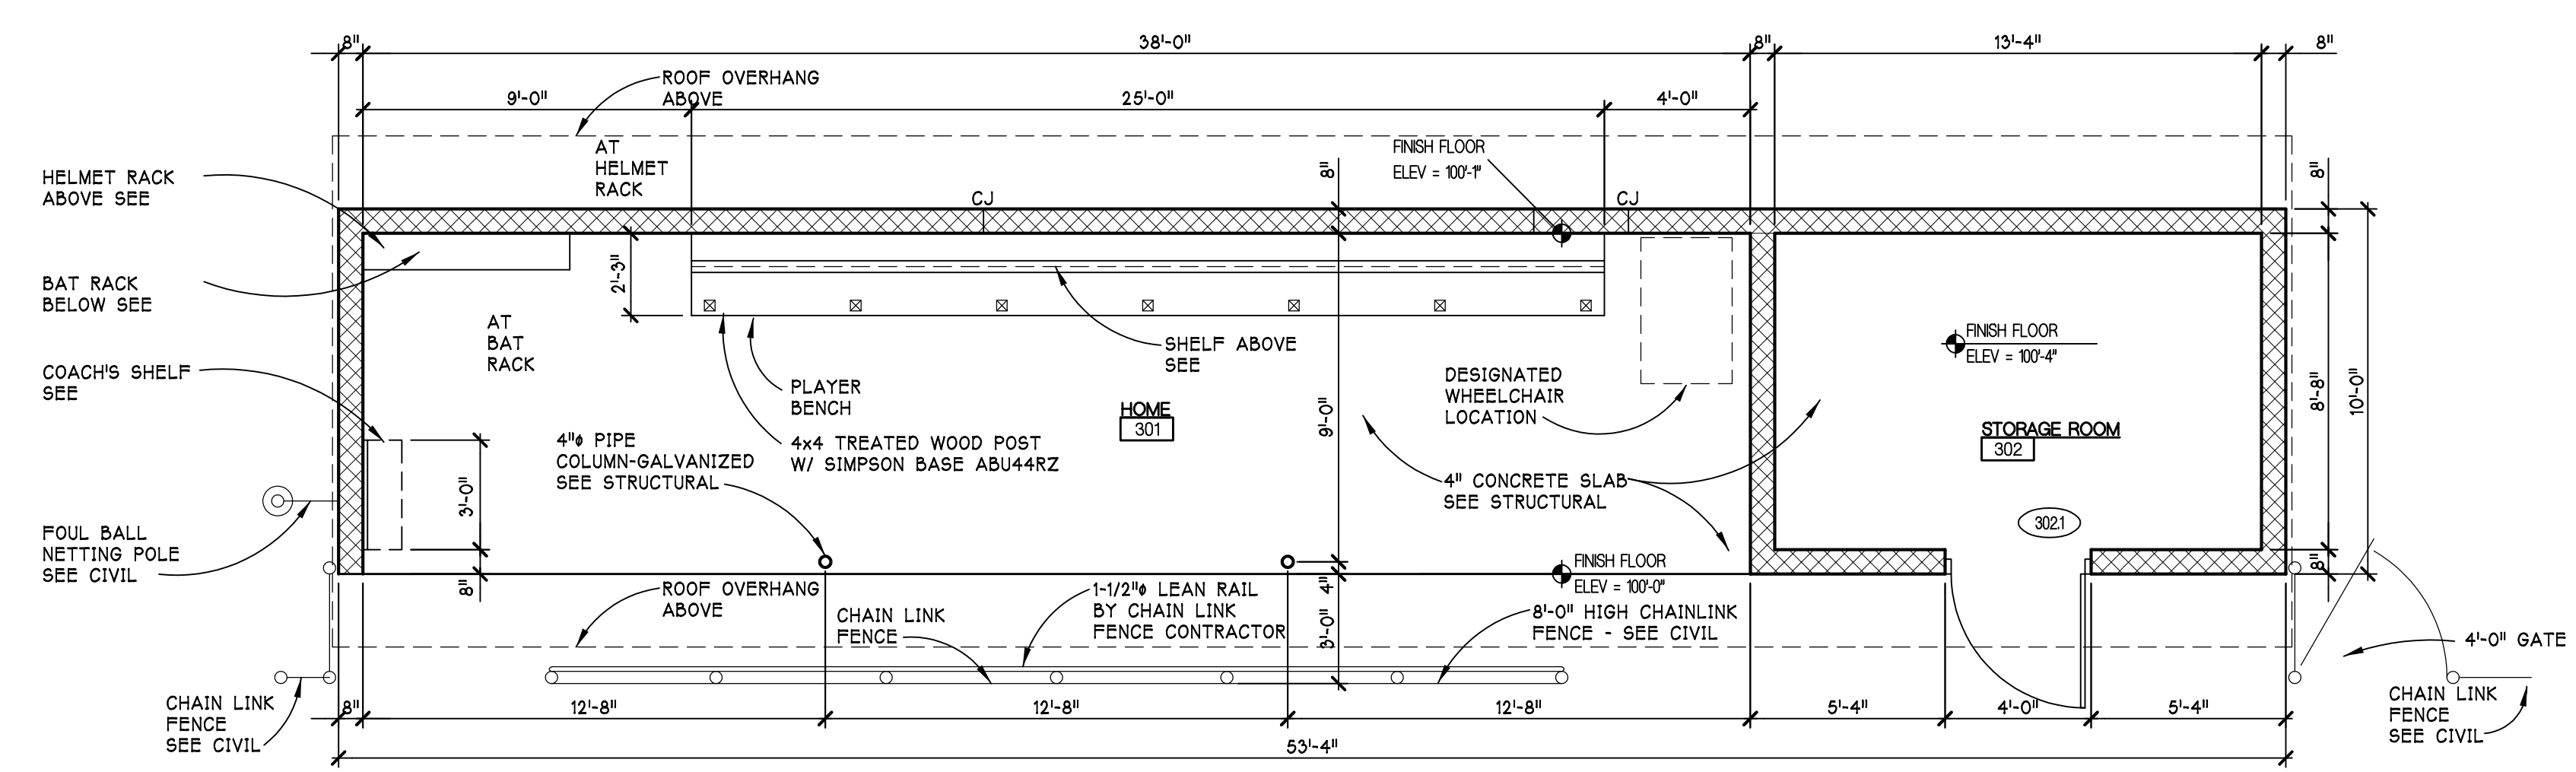 8" 38'-0" 8" 13'-4" 8"
ROOF OVERHANG
ABOVE
9'-0" 25'-0" 4'-0"
AT
HELMET
RACK
FINISH FLOOR
ELEV = 100'-1"
8"
8"
HELMET RACK
ABOVE SEE
CJ CJ
BAT RACK
BELOW SEE
2'-3"
AT
BAT
RACK
SHELF ABOVE
SEE
FINISH FLOOR
ELEV = 100'-4"
COACH'S SHELF
SEE
PLAYER
BENCH
DESIGNATED
WHEELCHAIR
LOCATION
8'-8"
10'-0"
HOME
301
9'-0"
STORAGE ROOM
302
4"ø PIPE
COLUMN-GALVANIZED
SEE STRUCTURAL
4x4 TREATED WOOD POST
W/ SIMPSON BASE ABU44RZ
4" CONCRETE SLAB
SEE STRUCTURAL
3'-0"
302.1
FOUL BALL
NETTING POLE
SEE CIVIL
FINISH FLOOR
ELEV = 100'-0"
8"
4"
8"
ROOF OVERHANG
ABOVE
1-1/2"ø LEAN RAIL
BY CHAIN LINK
FENCE CONTRACTOR
CHAIN LINK
FENCE
3'-0"
8'-0" HIGH CHAINLINK
FENCE - SEE CIVIL
4'-0" GATE
CHAIN LINK
FENCE
SEE CIVIL
CHAIN LINK
FENCE
SEE CIVIL
8" 12'-8" 12'-8" 12'-8" 5'-4" 4'-0" 5'-4"
53'-4"